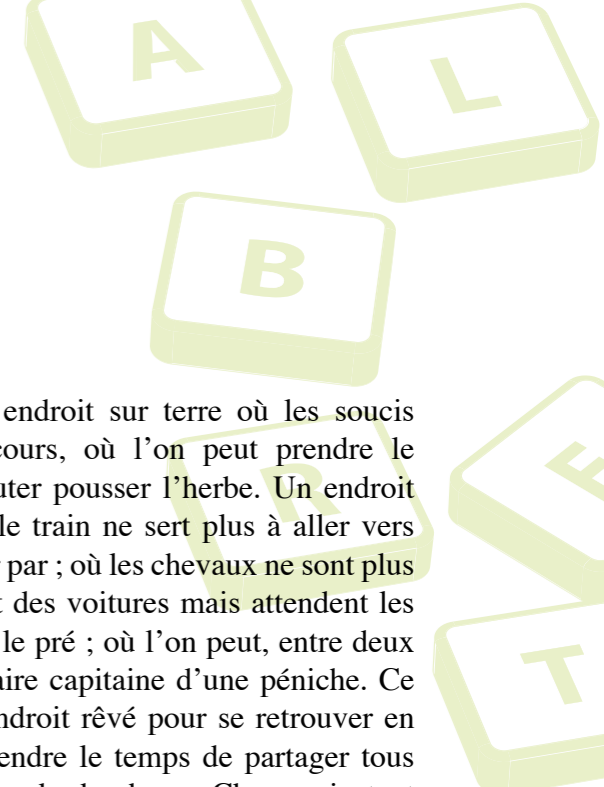 A
L
B
endroit sur terre où les soucis
cours, où l'on peut prendre le
uter pousser l'herbe. Un endroit
R
E
le train ne sert plus à aller vers
par ; où les chevaux ne sont plus
des voitures mais attendent les
le pré ; où l'on peut, entre deux
T
aire capitaine d'une péniche. Ce
ndroit rêvé pour se retrouver en
endre le temps de partager tous